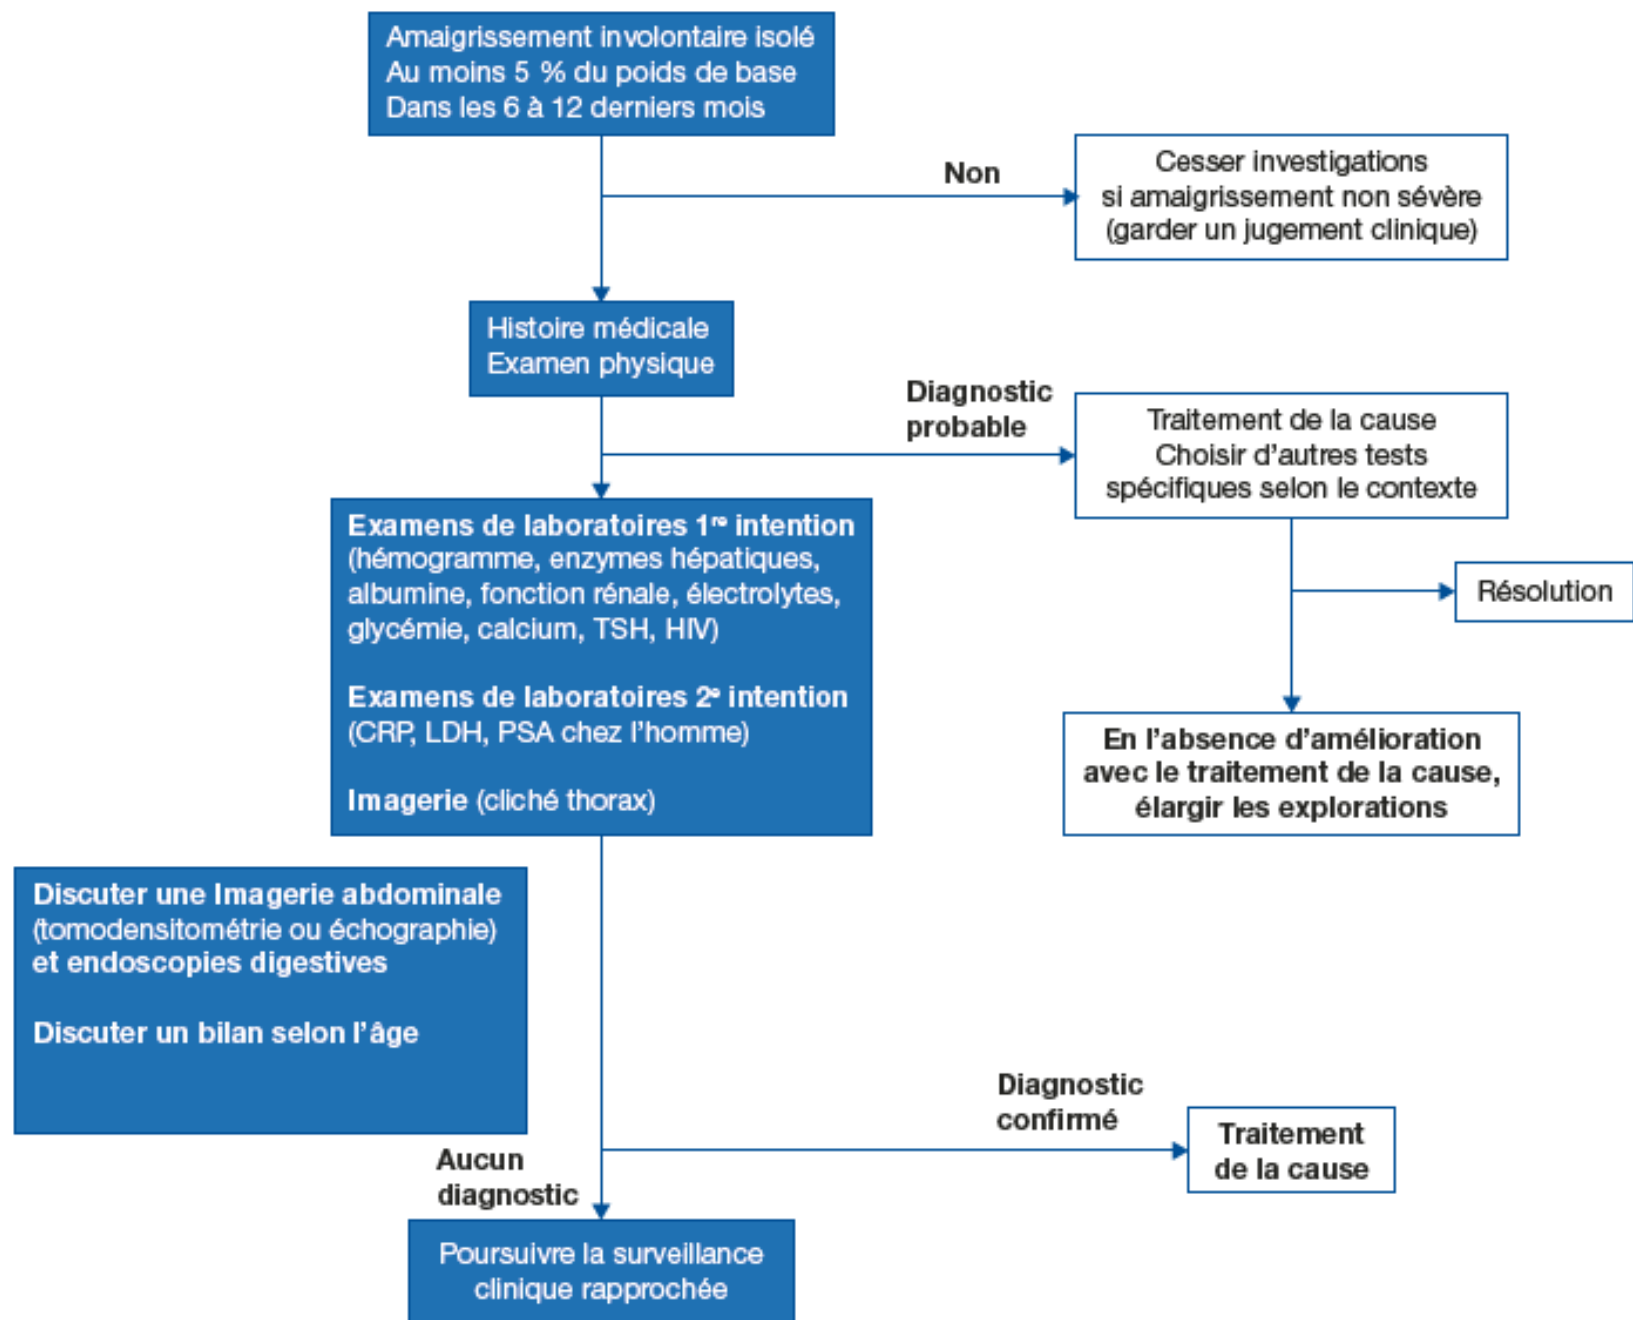 Amaigrissement involontaire isolé
Au moins 5 % du poids de base
Dans les 6 à 12 derniers mois
Non
Cesser investigations
si amaigrissement non sévère
(garder un jugement clinique)
Histoire médicale
Examen physique
Diagnostic
probable
Traitement de la cause
Choisir d’autres tests
spécifiques selon le contexte
Examens de laboratoires 1re intention
(hémogramme, enzymes hépatiques,
albumine, fonction rénale, électrolytes,
glycémie, calcium, TSH, HIV)
Examens de laboratoires 2e intention
(CRP, LDH, PSA chez l’homme)
Imagerie (cliché thorax)
Résolution
En l’absence d’amélioration
avec le traitement de la cause,
élargir les explorations
Discuter une Imagerie abdominale
(tomodensitométrie ou échographie)
et endoscopies digestives
Discuter un bilan selon l’âge
Diagnostic
confirmé
Traitement
de la cause
Aucun
diagnostic
Poursuivre la surveillance
clinique rapprochée